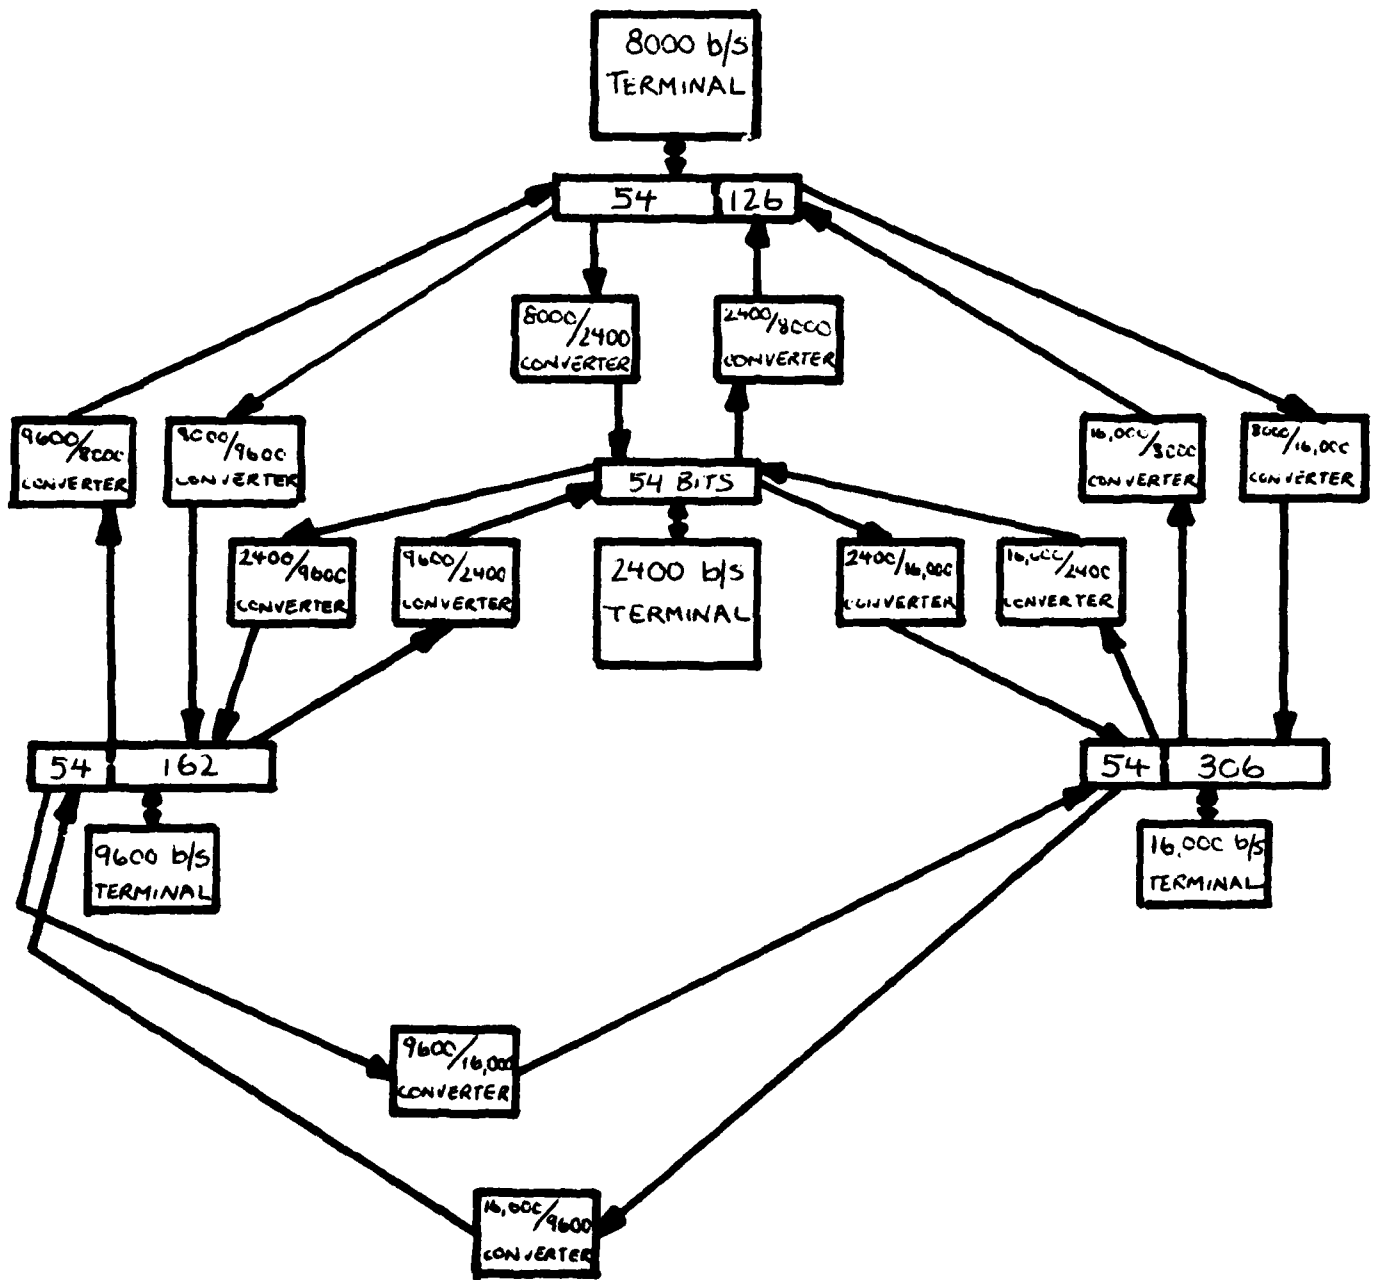 8000 b/s
TERMINAL
54 126
8000/2400
CONVERTER
2400/8000
CONVERTER
9600/8000
CONVERTER
8000/9600
CONVERTER
16,000/8000
CONVERTER
8000/16,000
CONVERTER
54 BITS
2400/9600
CONVERTER
9600/2400
CONVERTER
2400 b/s
TERMINAL
2400/16,000
CONVERTER
16,000/2400
CONVERTER
54 162
54 306
9600 b/s
TERMINAL
16,000 b/s
TERMINAL
9600/16,000
CONVERTER
16,000/9600
CONVERTER